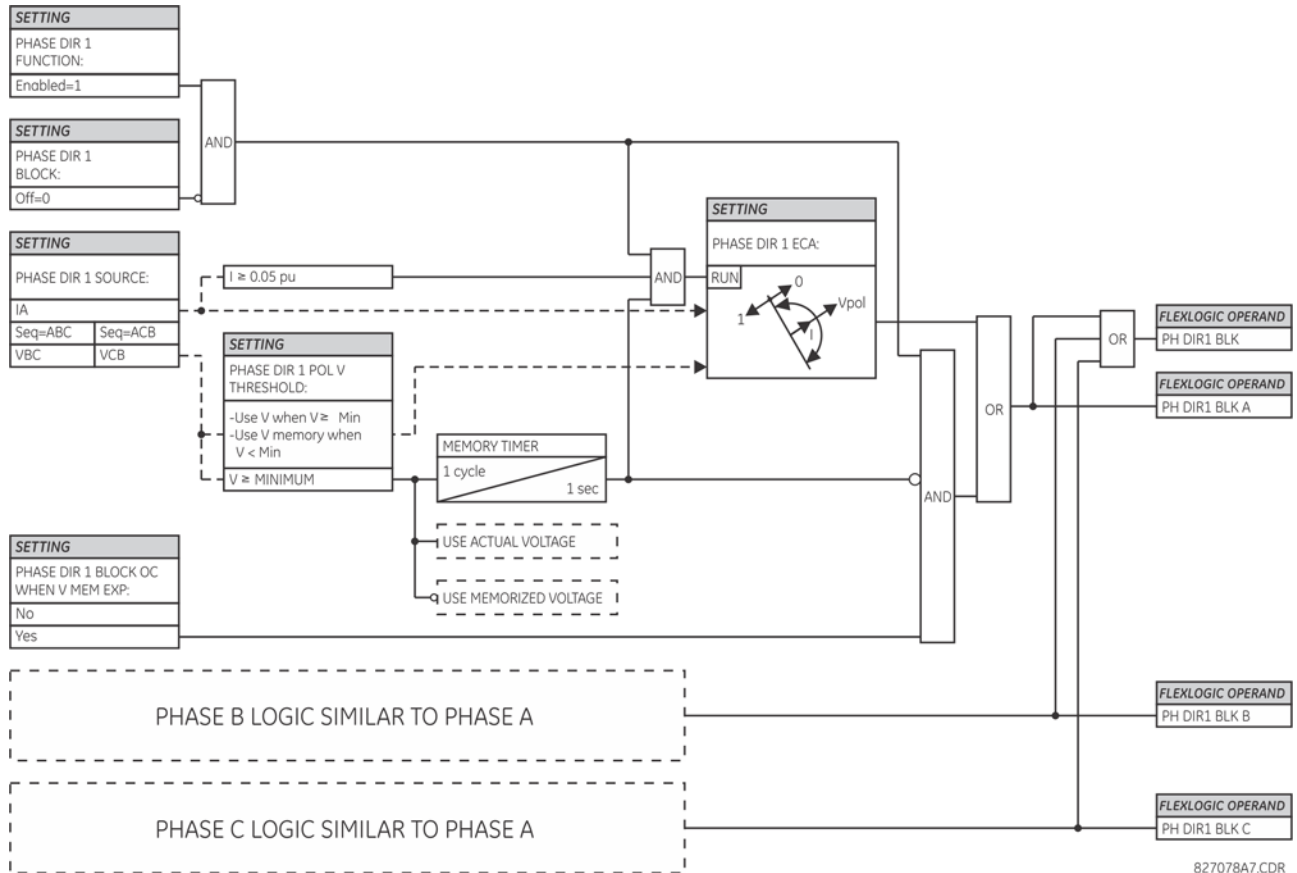 SETTING
PHASE DIR 1
FUNCTION:
Enabled=1
SETTING
PHASE DIR 1
BLOCK:
Off=0
AND
SETTING
PHASE DIR 1 SOURCE:
IA
Seq=ABC Seq=ACB
VBC VCB
I ≥ 0.05 pu
SETTING
PHASE DIR 1 POL V
THRESHOLD:
-Use V when V ≥ Min
-Use V memory when
V < Min
V ≥ MINIMUM
MEMORY TIMER
1 cycle
1 sec
USE ACTUAL VOLTAGE
USE MEMORIZED VOLTAGE
AND
SETTING
PHASE DIR 1 ECA:
RUN
0
1
Vpol
I
AND
OR
OR
FLEXLOGIC OPERAND
PH DIR1 BLK
FLEXLOGIC OPERAND
PH DIR1 BLK A
SETTING
PHASE DIR 1 BLOCK OC
WHEN V MEM EXP:
No
Yes
PHASE B LOGIC SIMILAR TO PHASE A
FLEXLOGIC OPERAND
PH DIR1 BLK B
PHASE C LOGIC SIMILAR TO PHASE A
FLEXLOGIC OPERAND
PH DIR1 BLK C
827078A7.CDR